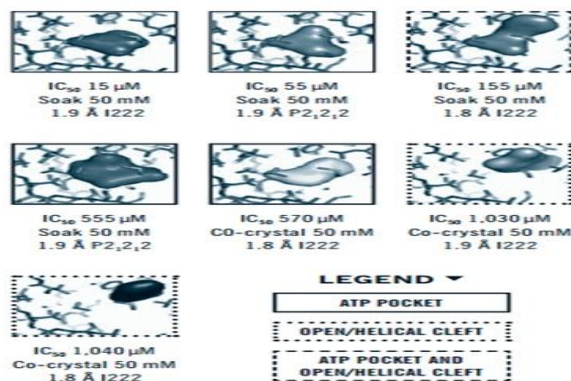 IC₅₀ 15 µM
Soak 50 mM
1.9 Å I222
IC₅₀ 55 µM
Soak 50 mM
1.9 Å P2₁2₁2
IC₅₀ 155 µM
Soak 50 mM
1.8 Å I222
IC₅₀ 555 µM
Soak 50 mM
1.9 Å P2₁2₁2
IC₅₀ 570 µM
CO-crystal 50 mM
1.8 Å I222
IC₅₀ 1,030 µM
Co-crystal 50 mM
1.9 Å I222
IC₅₀ 1,040 µM
Co-crystal 50 mM
1.8 Å I222
LEGEND ▼
ATP POCKET
OPEN/HELICAL CLEFT
ATP POCKET AND
OPEN/HELICAL CLEFT